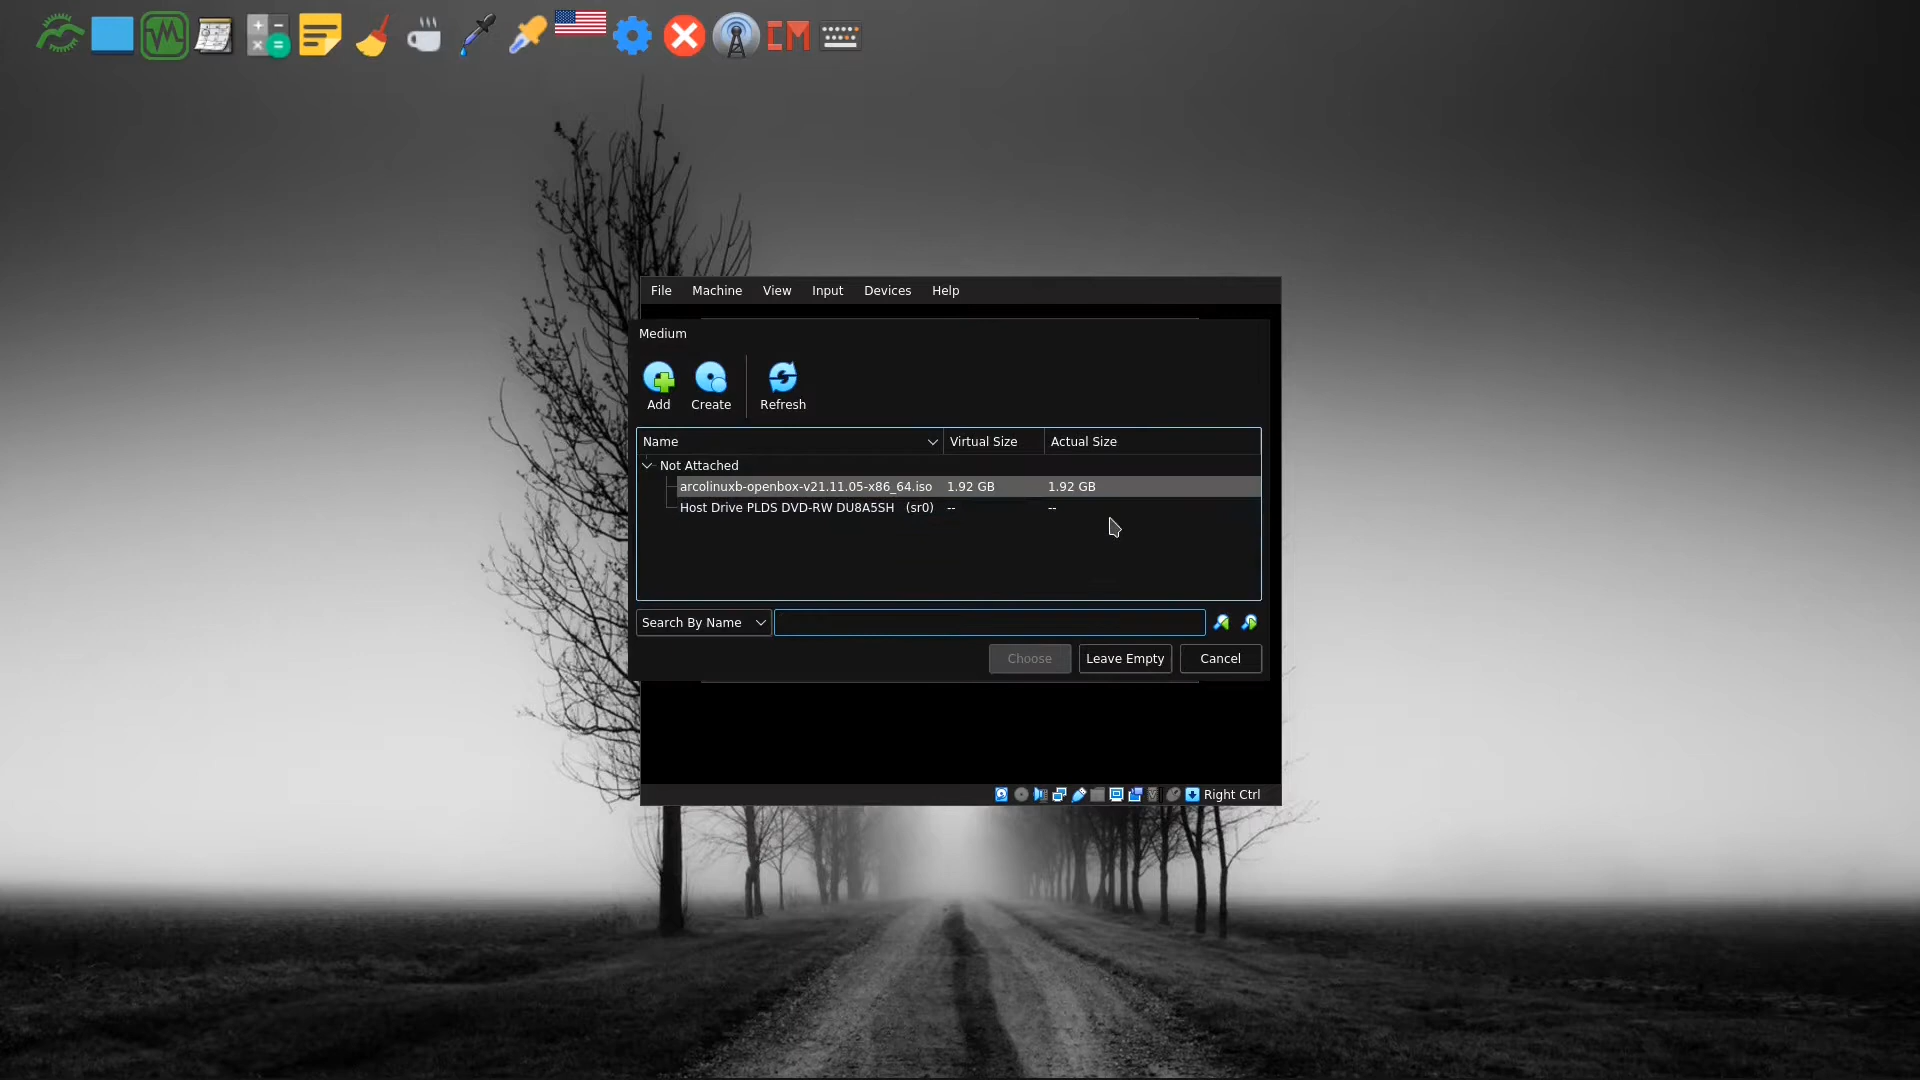 CM
File Machine View Input Devices Help
Medium
Add Create Refresh
Name Virtual Size Actual Size
Not Attached
arcolinuxb-openbox-v21.11.05-x86_64.iso 1.92 GB 1.92 GB
Host Drive PLDS DVD-RW DU8A5SH (sr0) -- --
Search By Name
Choose Leave Empty Cancel
Right Ctrl